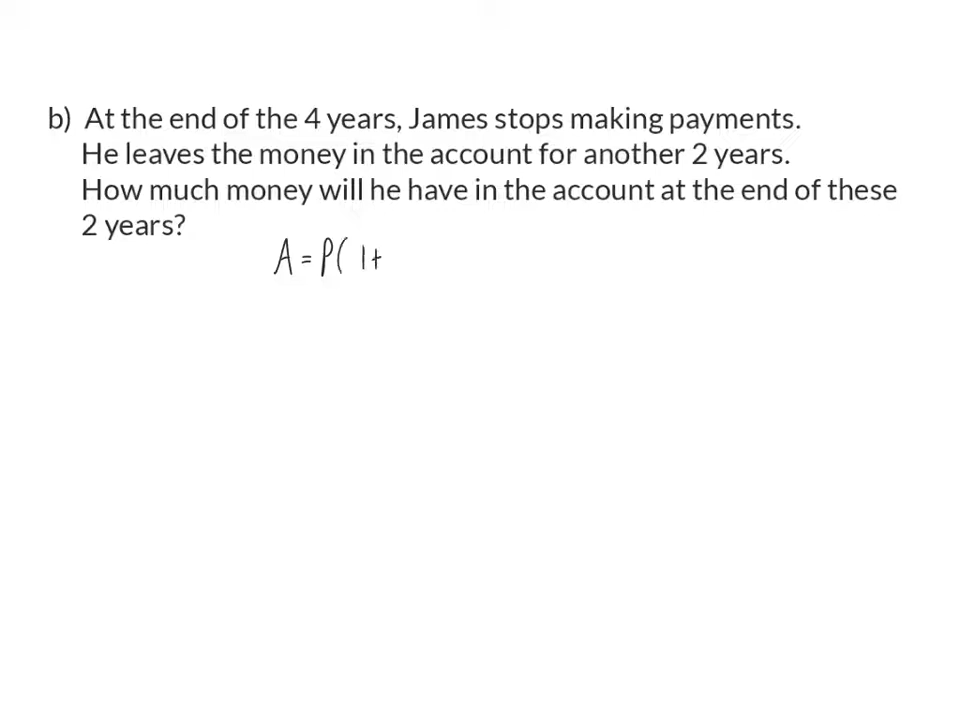 b) At the end of the 4 years, James stops making payments.
He leaves the money in the account for another 2 years.
How much money will he have in the account at the end of these
2 years?
A = P( 1+